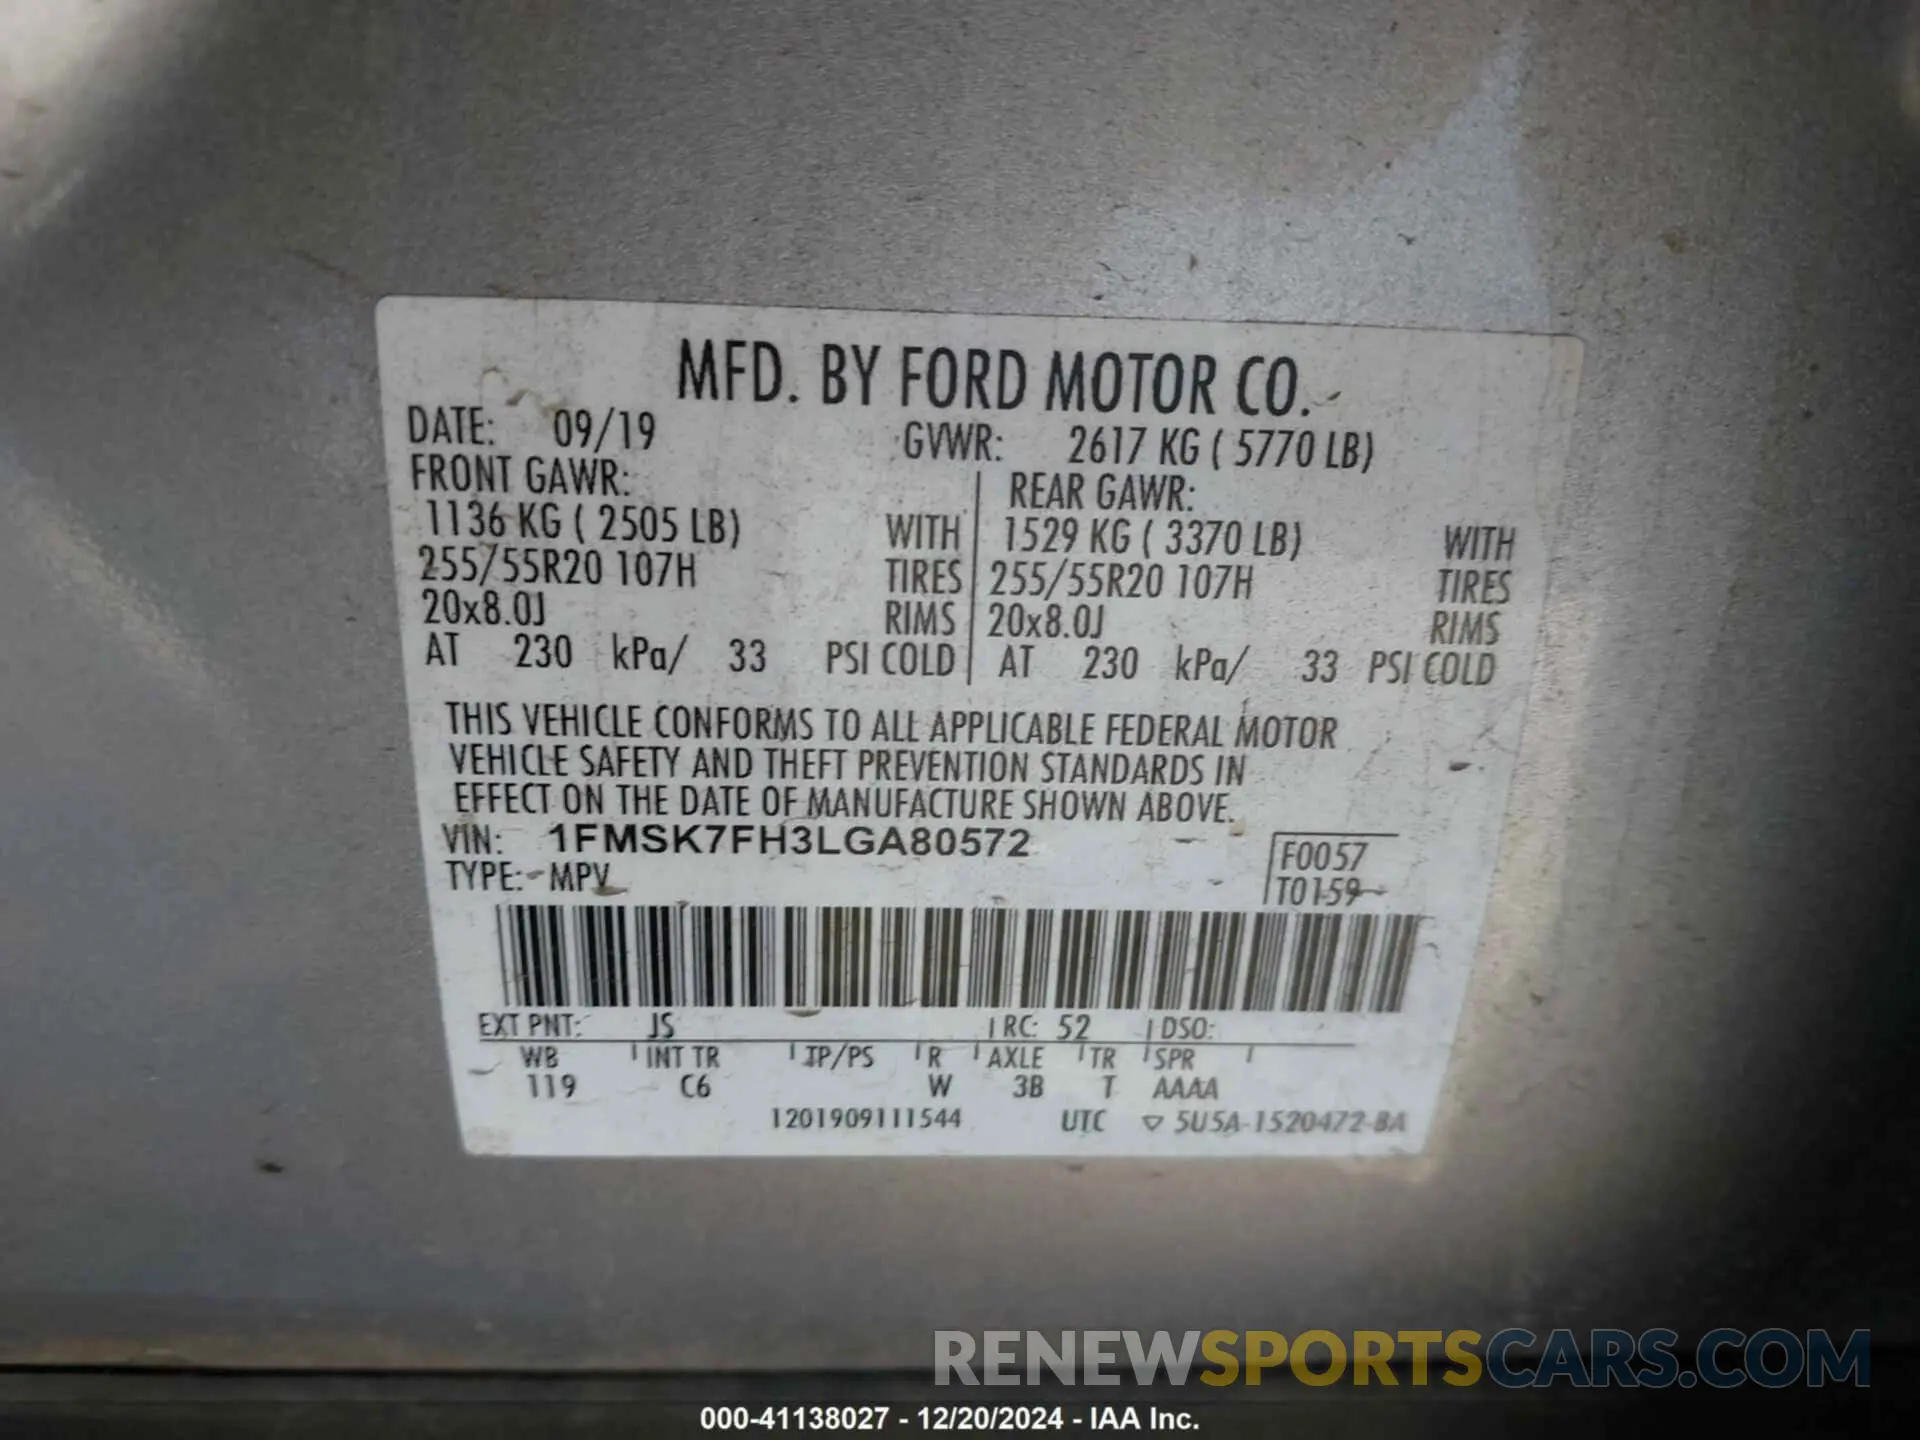 MFD. BY FORD MOTOR CO.
DATE: 09/19 GVWR: 2617 KG ( 5770 LB)
FRONT GAWR: REAR GAWR:
1136 KG ( 2505 LB) WITH 1529 KG ( 3370 LB) WITH
255/55R20 107H TIRES 255/55R20 107H TIRES
20x8.0J RIMS 20x8.0J RIMS
AT 230 kPa/ 33 PSI COLD AT 230 kPa/ 33 PSI COLD
THIS VEHICLE CONFORMS TO ALL APPLICABLE FEDERAL MOTOR
VEHICLE SAFETY AND THEFT PREVENTION STANDARDS IN
EFFECT ON THE DATE OF MANUFACTURE SHOWN ABOVE.
VIN: 1FMSK7FH3LGA80572
TYPE: MPV
F0057
T0159
EXT PNT: JS RC: 52 DSO:
WB INT TR TP/PS R AXLE TR SPR
119 C6 W 3B T AAAA
1201909111544 UTC ▽ 5U5A-1520472-BA
RENEWSPORTSCARS.COM
000-41138027 - 12/20/2024 - IAA Inc.